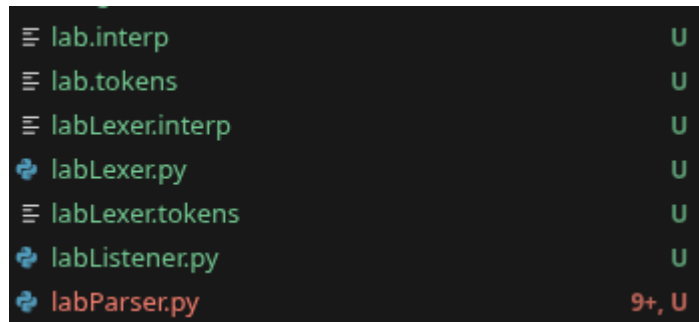 lab.interp U
lab.tokens U
labLexer.interp U
labLexer.py U
labLexer.tokens U
labListener.py U
labParser.py 9+, U